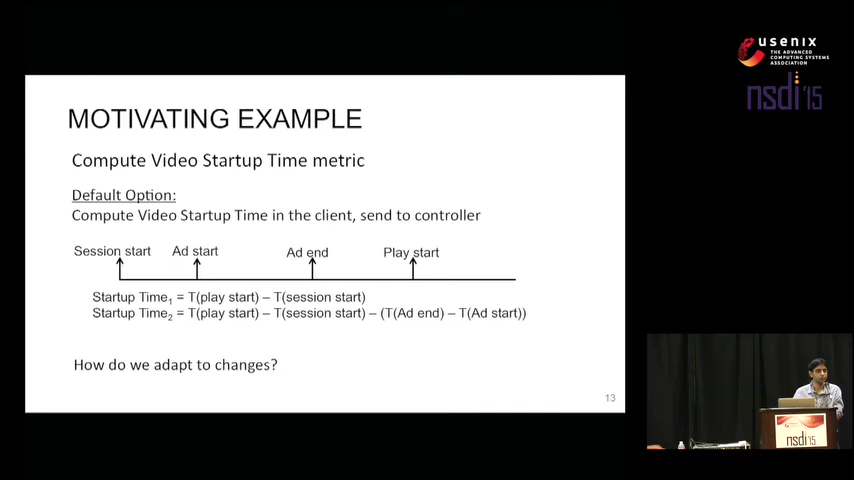 usenix
THE ADVANCED
COMPUTING SYSTEMS
ASSOCIATION
nsdi '15
MOTIVATING EXAMPLE
Compute Video Startup Time metric
Default Option:
Compute Video Startup Time in the client, send to controller
Session start Ad start Ad end Play start
Startup Time₁ = T(play start) – T(session start)
Startup Time₂ = T(play start) – T(session start) – (T(Ad end) – T(Ad start))
How do we adapt to changes?
13
nsdi'15